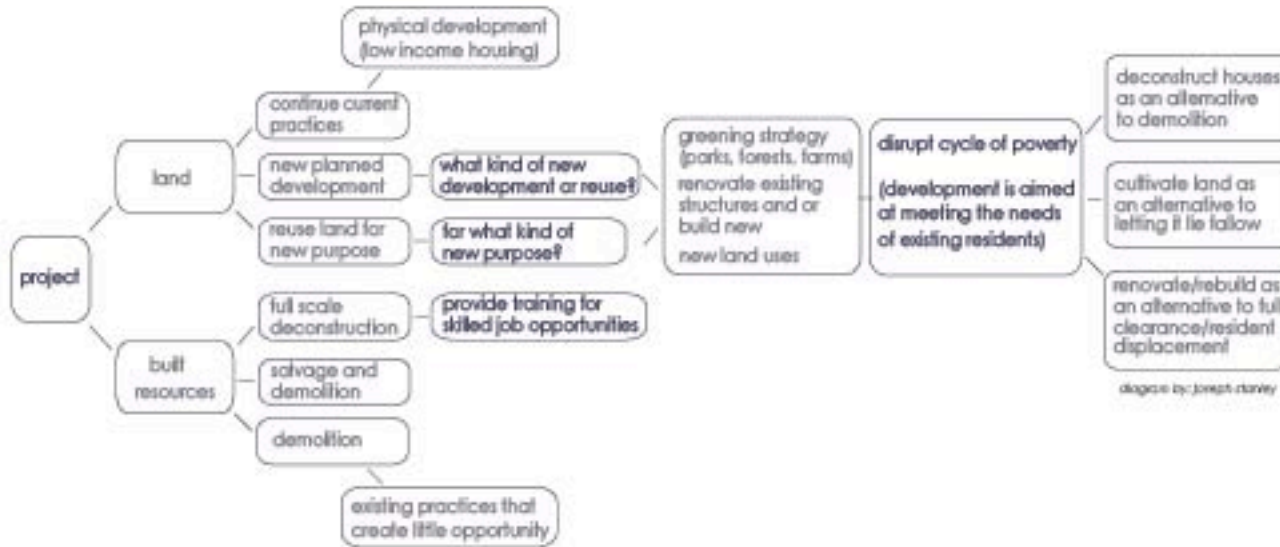 physical development
(low income housing)
continue current
practices
land
new planned
development
what kind of new
development or reuse?
reuse land for
new purpose
for what kind of
new purpose?
project
full scale
deconstruction
provide training for
skilled job opportunities
built
resources
salvage and
demolition
demolition
existing practices that
create little opportunity
greening strategy
(parks, forests, farms)
renovate existing
structures and or
build new
new land uses
disrupt cycle of poverty
(development is aimed
at meeting the needs
of existing residents)
deconstruct houses
as an alternative
to demolition
cultivate land as
an alternative to
letting it lie fallow
renovate/rebuild as
an alternative to full
clearance/resident
displacement
diagram by: joseph stanley